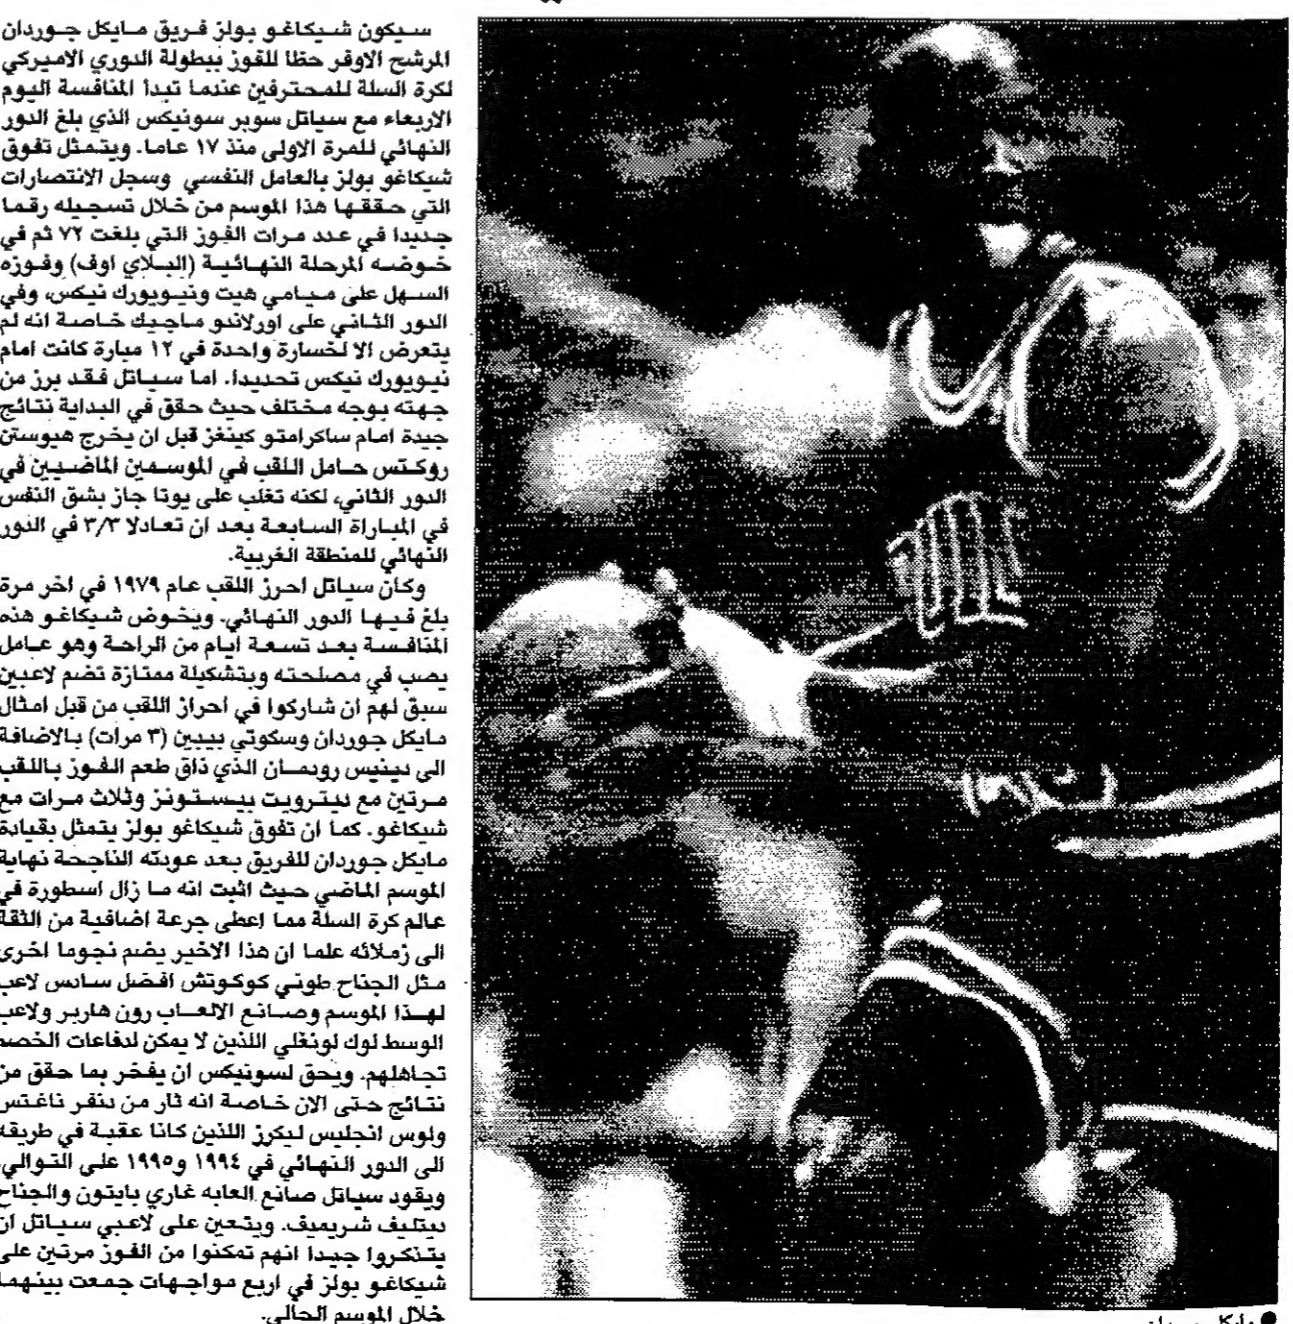 سيكون شيكاغو بولز فريق مايكل جوردان
المرشح الاوفر حظا للفوز ببطولة الدوري الاميركي
لكرة السلة للمحترفين عندما تبدأ المنافسة اليوم
الاربعاء مع سياتل سوبر سونيكس الذي بلغ الدور
النهائي للمرة الاولى منذ ١٧ عاما. ويتمثل تفوق
شيكاغو بولز بالعامل النفسي وسجل الانتصارات
التي حققها هذا الموسم من خلال تسجيله رقما
جديدا في عدد مرات الفوز التي بلغت ٧٢ ثم في
خوضه المرحلة النهائية (البلاي اوف) وفوزه
السهل على ميامي هيت ونيويورك نيكس، وفي
الدور الثاني على اورلاندو ماجيك خاصة انه لم
يتعرض الا لخسارة واحدة في ١٢ مباراة كانت امام
نيويورك نيكس تحديدا. اما سياتل فقد برز من
جهته بوجه مختلف حيث حقق في البداية نتائج
جيدة امام ساكرامتو كينغز قبل ان يخرج هيوستن
روكتس حامل اللقب في الموسمين الماضيين في
الدور الثاني، لكنه تغلب على يوتا جاز بشق النفس
في المباراة السابعة بعد ان تعادلا ٣/٣ في الدور
النهائي للمنطقة الغربية.
وكان سياتل احرز اللقب عام ١٩٧٩ في اخر مرة
بلغ فيها الدور النهائي. ويخوض شيكاغو هذه
المنافسة بعد تسعة أيام من الراحة وهو عامل
يصب في مصلحته وبتشكيلة ممتازة تضم لاعبين
سبق لهم ان شاركوا في احراز اللقب من قبل امثال
مايكل جوردان وسكوتي بيبين (٣ مرات) بالاضافة
الى دينيس رودمان الذي ذاق طعم الفوز باللقب
مرتين مع ديترويت بيستونز وثلاث مرات مع
شيكاغو. كما ان تفوق شيكاغو بولز يتمثل بقيادة
مايكل جوردان للفريق بعد عودته الناجحة نهاية
الموسم الماضي حيث اثبت انه ما زال اسطورة في
عالم كرة السلة مما اعطى جرعة اضافية من الثقة
الى زملائه علما ان هذا الاخير يضم نجوما اخرى
مثل الجناح طوني كوكوتش افضل سادس لاعب
لهذا الموسم وصانع الالعاب رون هاربر ولاعب
الوسط لوك لونغلي اللذين لا يمكن لدفاعات الخصم
تجاهلهم. ويحق لسونيكس ان يفخر بما حقق من
نتائج حتى الان خاصة انه ثار من دنفر ناغتس
ولوس انجليس ليكرز اللذين كانا عقبة في طريقه
الى الدور النهائي في ١٩٩٤ و١٩٩٥ على التوالي.
ويقود سياتل صانع العابه غاري بايتون والجناح
ديتليف شريميف. ويتعين على لاعبي سياتل ان
يتذكروا جيدا انهم تمكنوا من الفوز مرتين على
شيكاغو بولز في اربع مواجهات جمعت بينهما
خلال الموسم الحالي.